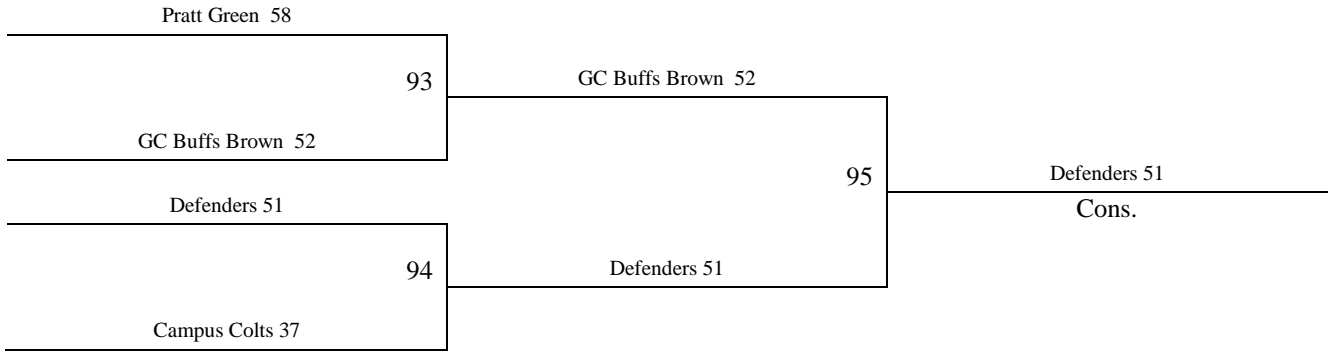 Pratt Green  58
93
GC Buffs Brown  52
GC Buffs Brown  52
95
Defenders 51
Cons.
Defenders 51
94
Defenders 51
Campus Colts 37